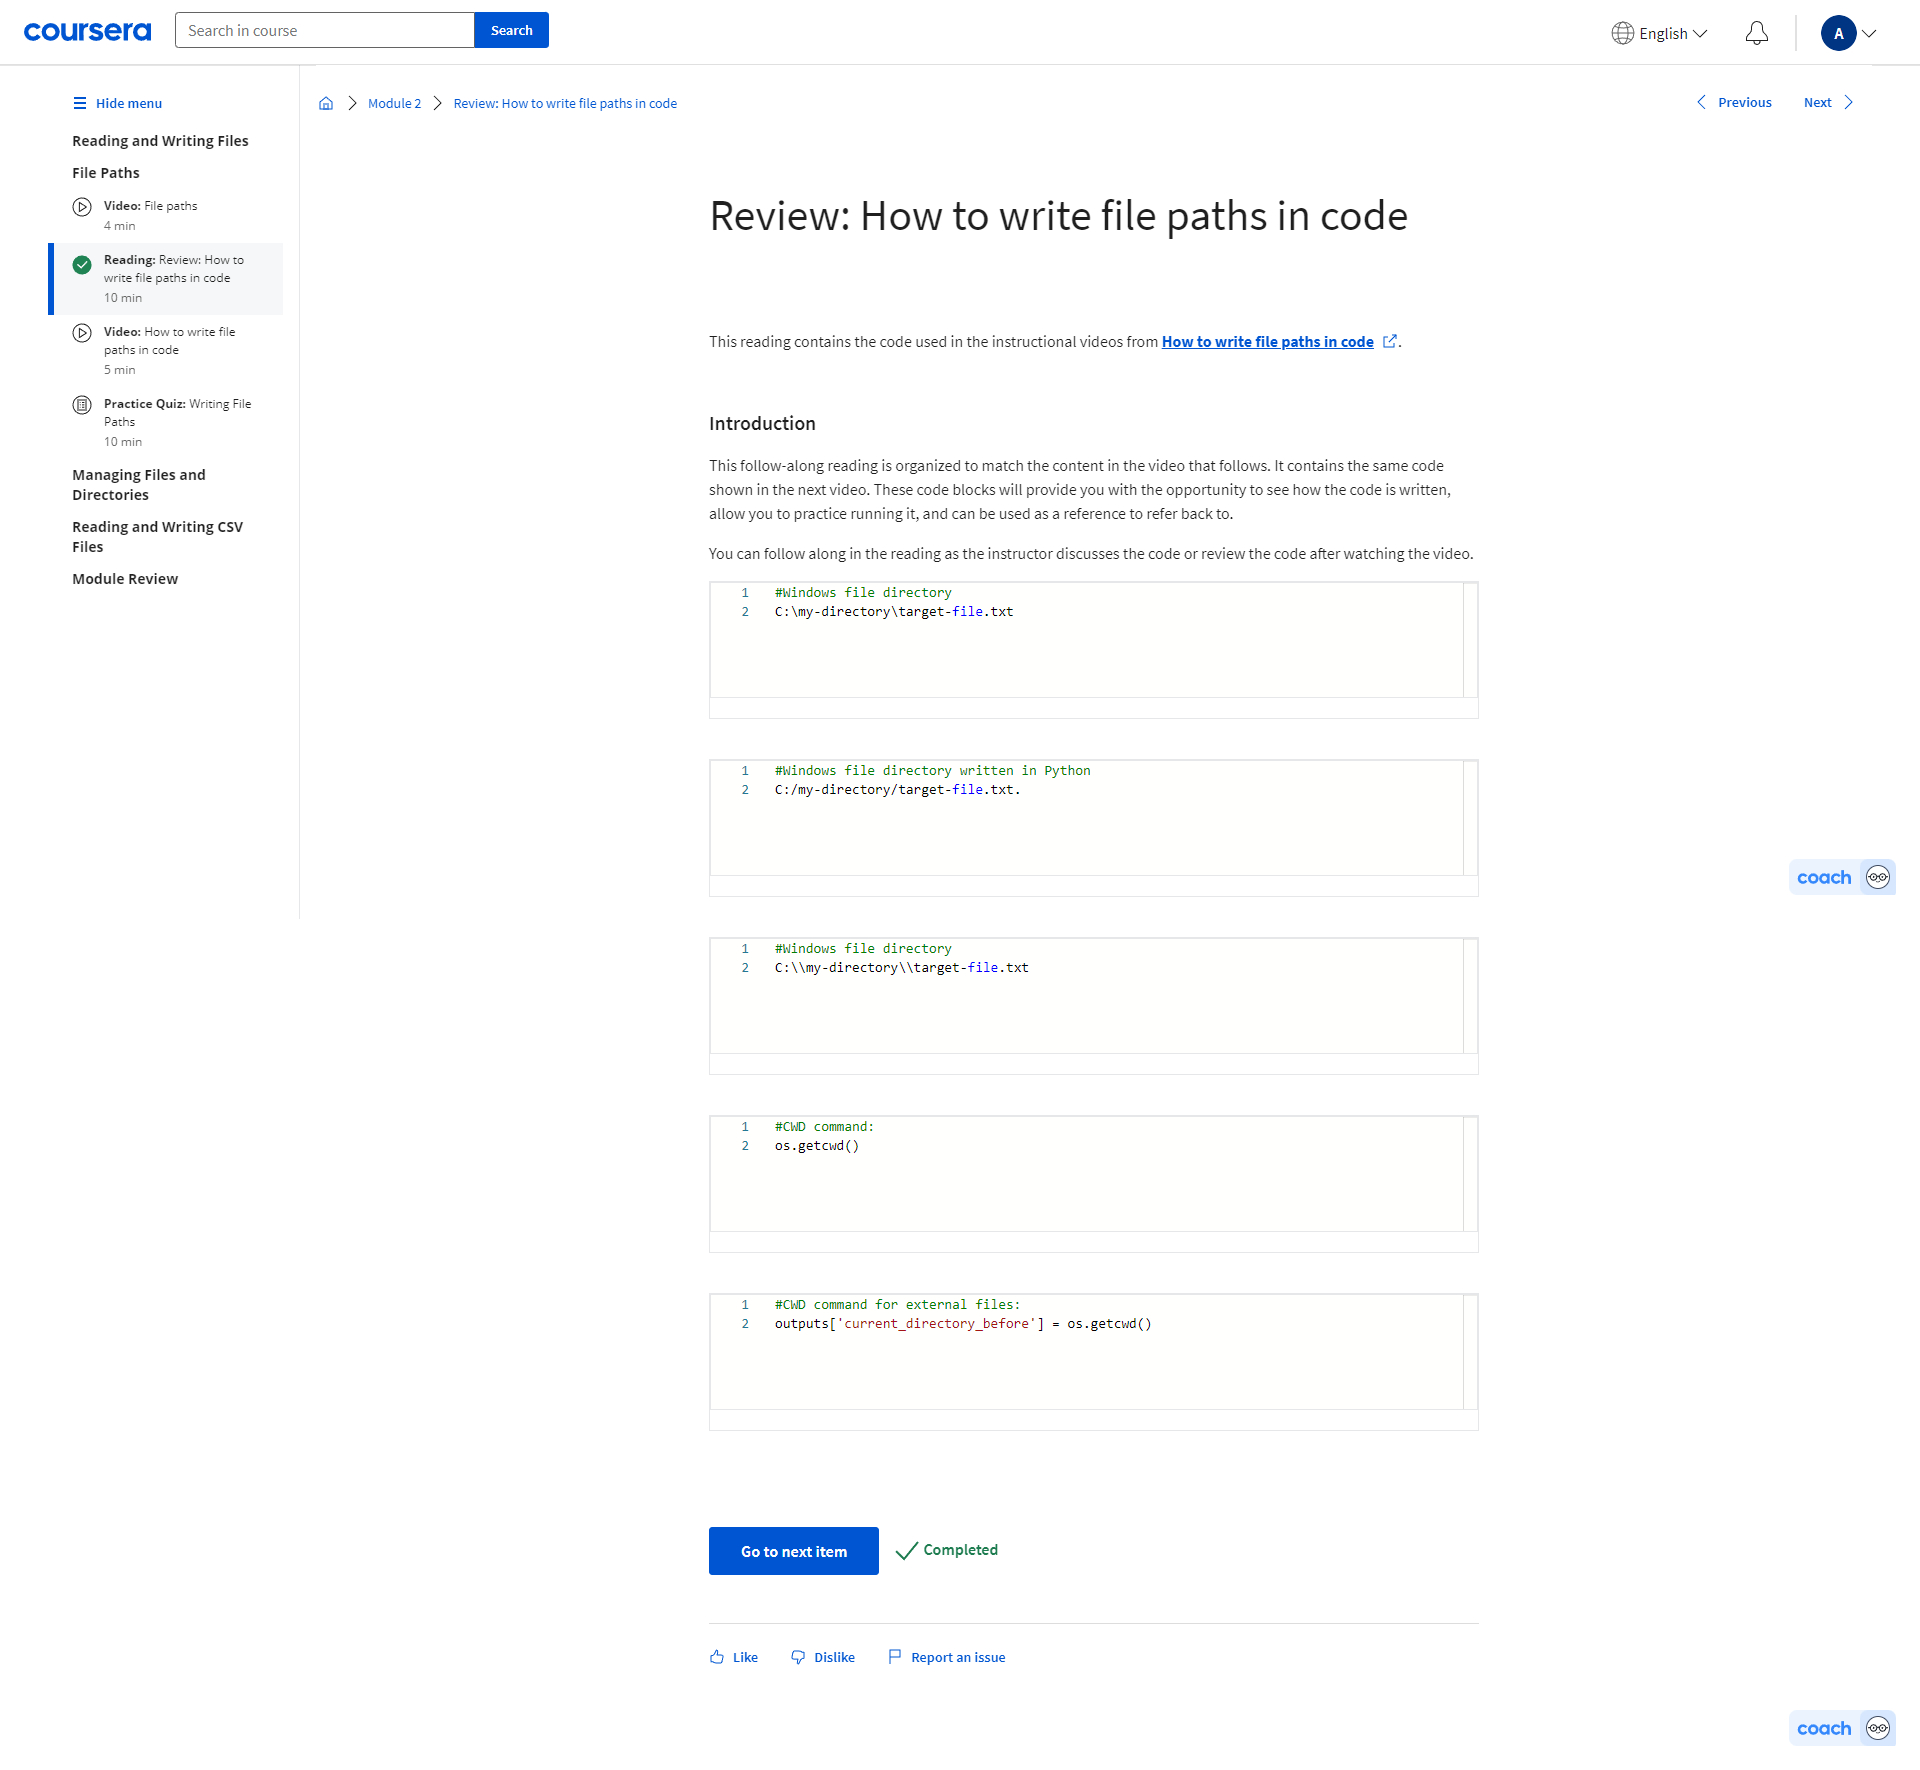 coursera
Search in course
Search
English
A
Hide menu
Reading and Writing Files
File Paths
Video: File paths
4 min
Reading: Review: How to
write file paths in code
10 min
Video: How to write file
paths in code
5 min
Practice Quiz: Writing File
Paths
10 min
Managing Files and
Directories
Reading and Writing CSV
Files
Module Review
Module 2
Review: How to write file paths in code
Previous
Next
Review: How to write file paths in code
This reading contains the code used in the instructional videos from How to write file paths in code.
Introduction
This follow-along reading is organized to match the content in the video that follows. It contains the same code
shown in the next video. These code blocks will provide you with the opportunity to see how the code is written,
allow you to practice running it, and can be used as a reference to refer back to.
You can follow along in the reading as the instructor discusses the code or review the code after watching the video.
1 #Windows file directory
2 C:\my-directory\target-file.txt
1 #Windows file directory written in Python
2 C:/my-directory/target-file.txt.
coach
1 #Windows file directory
2 C:\\my-directory\\target-file.txt
1 #CWD command:
2 os.getcwd()
1 #CWD command for external files:
2 outputs['current_directory_before'] = os.getcwd()
Go to next item
Completed
Like
Dislike
Report an issue
coach